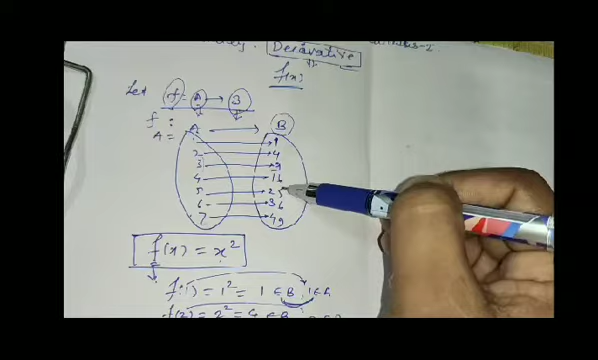 Derivative
f(x)
Let f: A → B
f:
A → B
A =
1 → 1
2 → 4
3 → 9
4 → 16
5 → 25
6 → 36
7 → 49
f(x) = x²
f(1) = 1² = 1 ∈ B
f(2) = 2² = 4 ∈ B